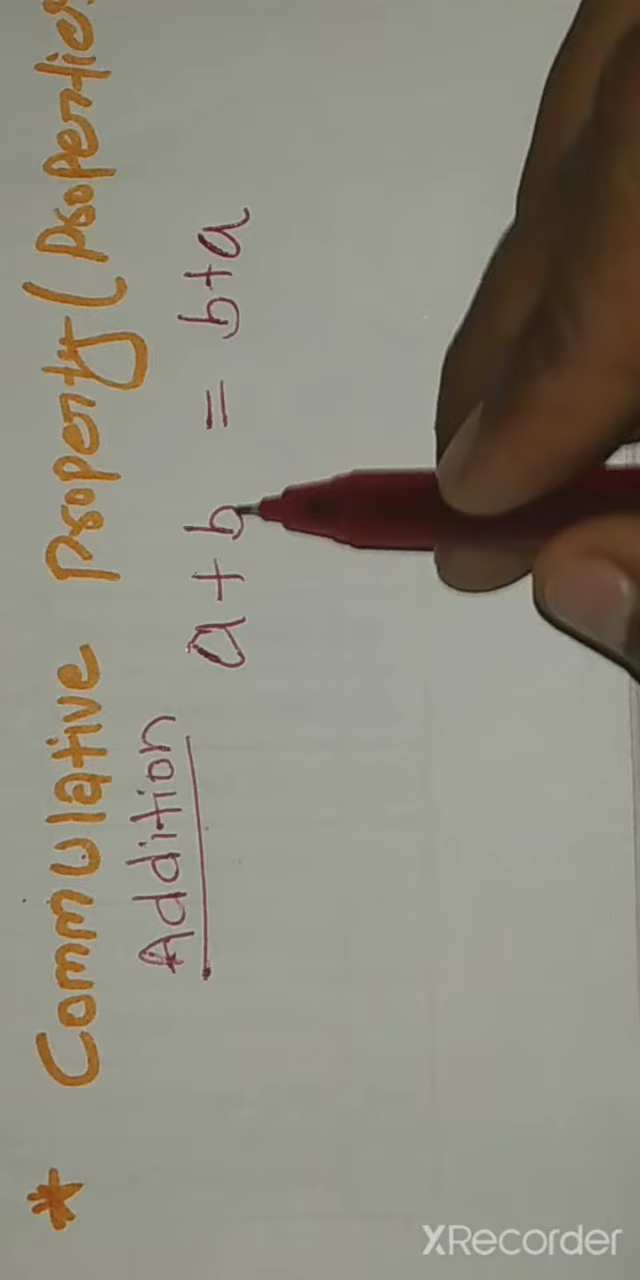 * Commulative Property (Properties
Addition a + b = b+a
XRecorder